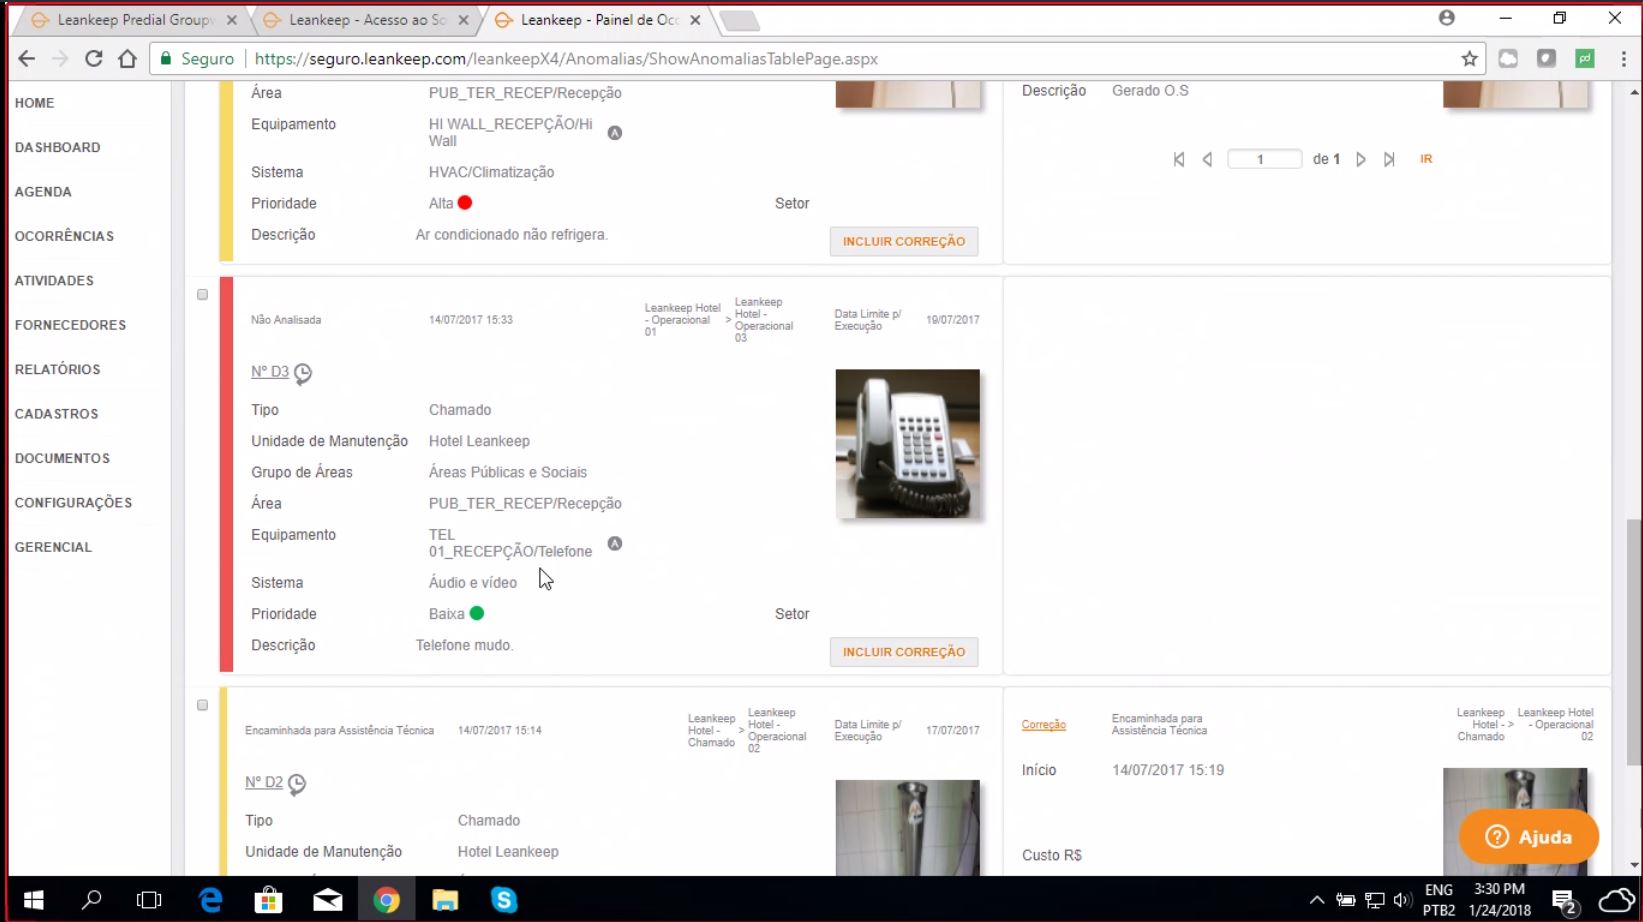 Leankeep Predial Groupw
Leankeep - Acesso ao So
Leankeep - Painel de Oco
Seguro
https://seguro.leankeep.com/leankeepX4/Anomalias/ShowAnomaliasTablePage.aspx
HOME
DASHBOARD
AGENDA
OCORRÊNCIAS
ATIVIDADES
FORNECEDORES
RELATÓRIOS
CADASTROS
DOCUMENTOS
CONFIGURAÇÕES
GERENCIAL
Área PUB_TER_RECEP/Recepção
Equipamento HI WALL_RECEPÇÃO/Hi
Wall
A
Sistema HVAC/Climatização
Prioridade Alta Setor
Descrição Ar condicionado não refrigera.
INCLUIR CORREÇÃO
Descrição Gerado O.S
1 de 1 IR
Não Analisada 14/07/2017 15:33
Leankeep Hotel
- Operacional
01
>
Leankeep
Hotel -
Operacional
03
Data Limite p/
Execução
19/07/2017
Nº D3
Tipo Chamado
Unidade de Manutenção Hotel Leankeep
Grupo de Áreas Áreas Públicas e Sociais
Área PUB_TER_RECEP/Recepção
Equipamento TEL
01_RECEPÇÃO/Telefone
A
Sistema Áudio e vídeo
Prioridade Baixa Setor
Descrição Telefone mudo.
INCLUIR CORREÇÃO
Encaminhada para Assistência Técnica 14/07/2017 15:14
Leankeep
Hotel -
Chamado
>
Leankeep
Hotel -
Operacional
02
Data Limite p/
Execução
17/07/2017
Nº D2
Tipo Chamado
Unidade de Manutenção Hotel Leankeep
Correção
Encaminhada para
Assistência Técnica
Leankeep
Hotel -
Chamado
>
Leankeep Hotel
- Operacional
02
Início 14/07/2017 15:19
Custo R$
? Ajuda
ENG
PTB2
3:30 PM
1/24/2018
2